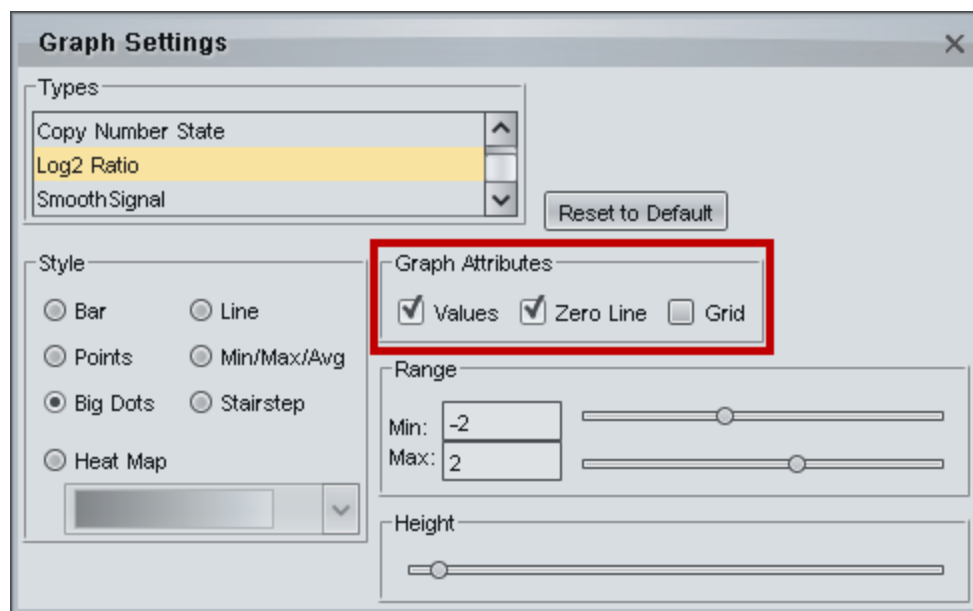 Graph Settings
Types
Copy Number State
Log2 Ratio
SmoothSignal
Reset to Default
Style
Bar
Line
Points
Min/Max/Avg
Big Dots
Stairstep
Heat Map
Graph Attributes
Values
Zero Line
Grid
Range
Min: -2
Max: 2
Height